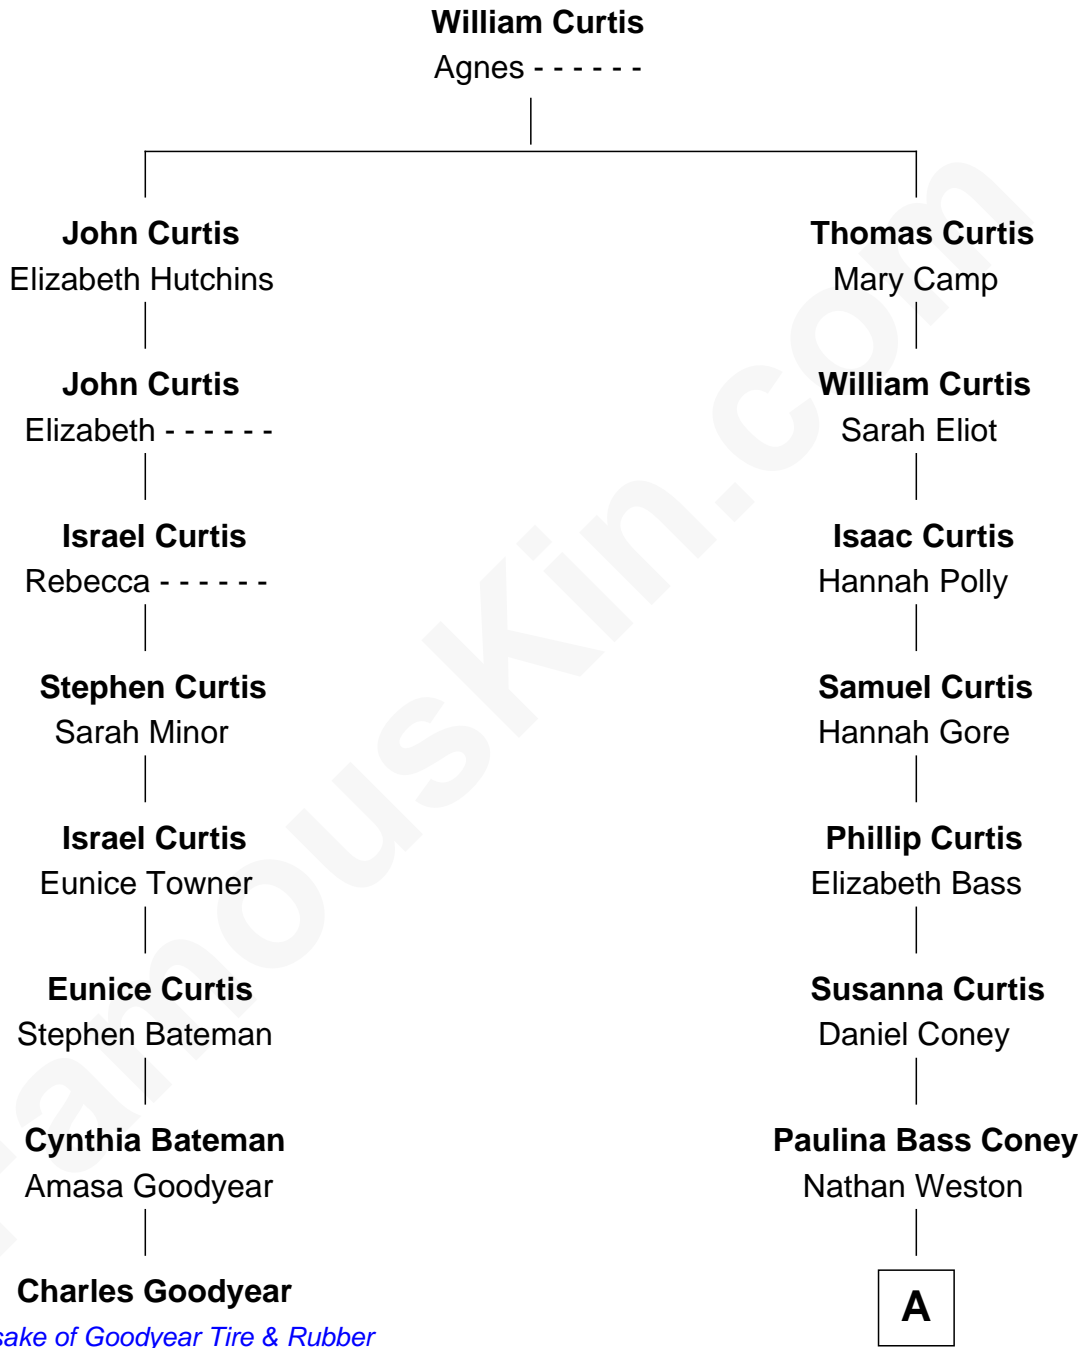 William Curtis
Agnes - - - - - -
John Curtis
Elizabeth Hutchins
Thomas Curtis
Mary Camp
John Curtis
Elizabeth - - - - - -
William Curtis
Sarah Eliot
Israel Curtis
Rebecca - - - - - -
Isaac Curtis
Hannah Polly
Stephen Curtis
Sarah Minor
Samuel Curtis
Hannah Gore
Israel Curtis
Eunice Towner
Phillip Curtis
Elizabeth Bass
Eunice Curtis
Stephen Bateman
Susanna Curtis
Daniel Coney
Cynthia Bateman
Amasa Goodyear
Paulina Bass Coney
Nathan Weston
Charles Goodyear
sake of Goodyear Tire & Rubber
A
FamousKin.com